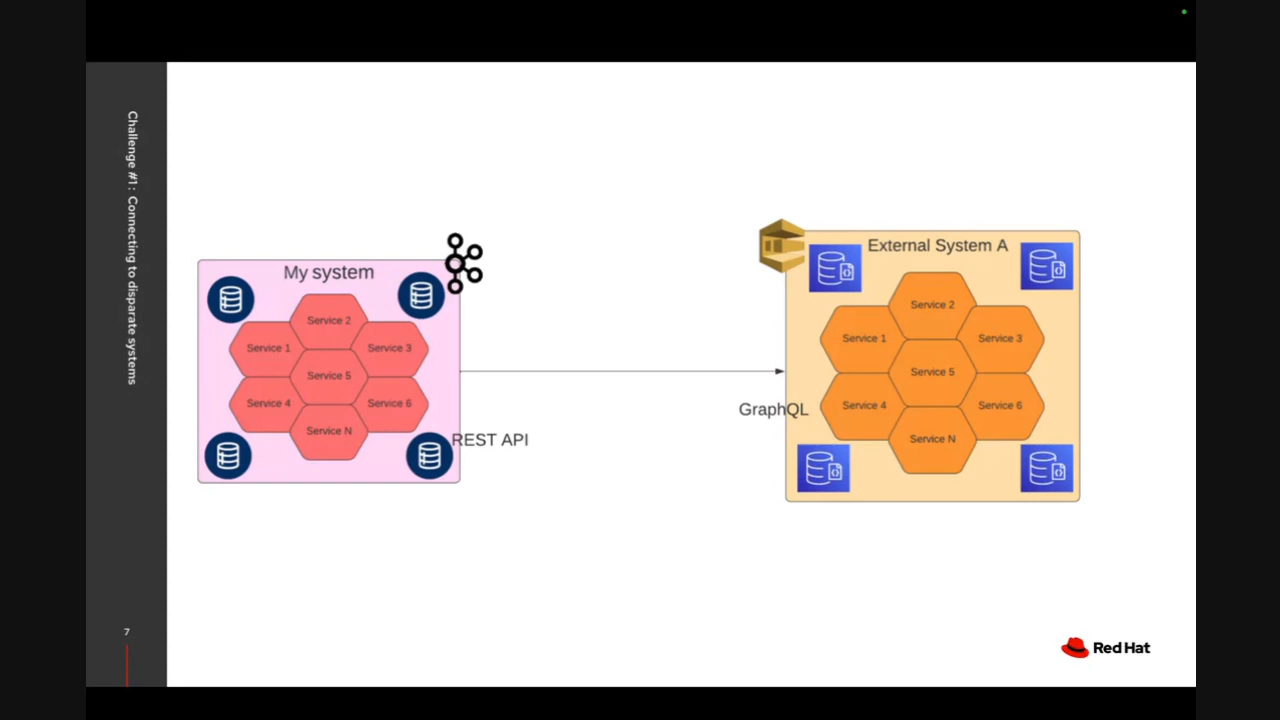 Challenge #1 : Connecting to disparate systems
My system
Service 2
Service 1
Service 3
Service 5
Service 4
Service 6
Service N
REST API
GraphQL
External System A
Service 2
Service 1
Service 3
Service 5
Service 4
Service 6
Service N
7
Red Hat